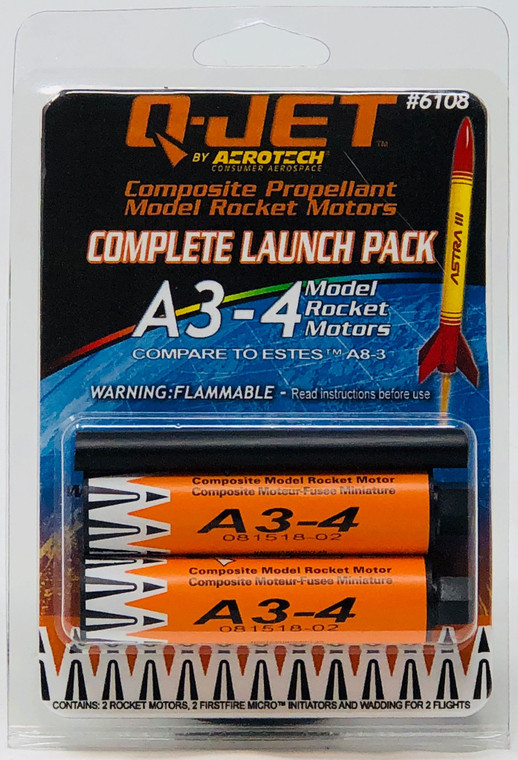 #6108
Q-JET™
BY AEROTECH®
CONSUMER AEROSPACE
Composite Propellant
Model Rocket Motors
COMPLETE LAUNCH PACK
A3-4 Model
Rocket
Motors
COMPARE TO ESTES™ A8-3
ASTRA III
WARNING:FLAMMABLE - Read instructions before use
Composite Model Rocket Motor
Composite Moteur-Fusee Miniature
A3-4
081518-02
Composite Model Rocket Motor
Composite Moteur-Fusee Miniature
A3-4
081518-02
CONTAINS: 2 ROCKET MOTORS, 2 FIRSTFIRE MICRO™ INITIATORS AND WADDING FOR 2 FLIGHTS